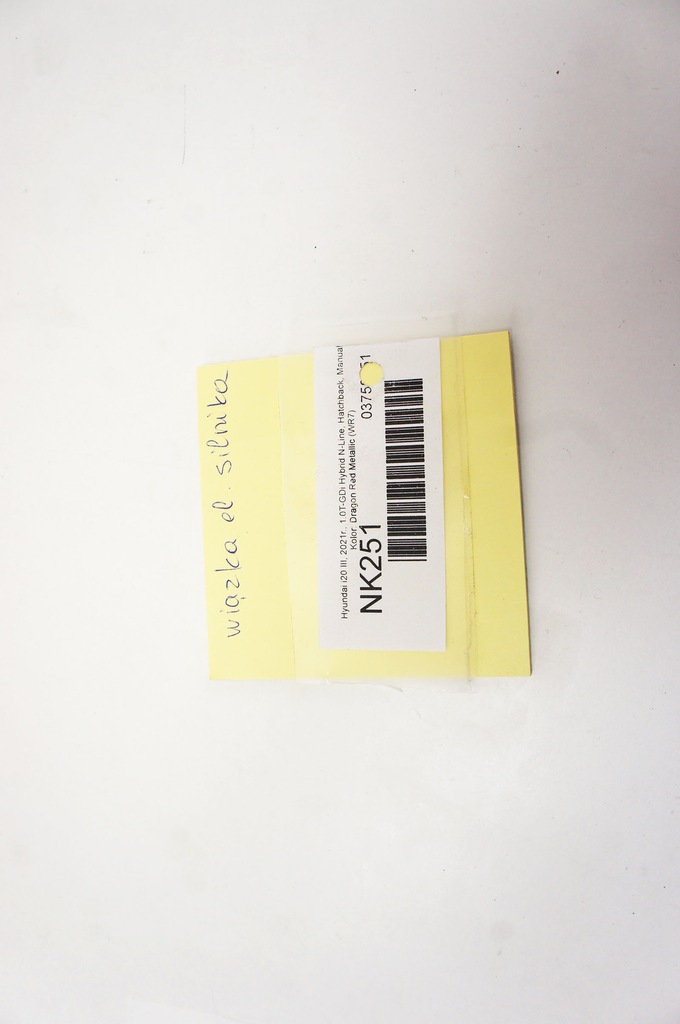 wiązka el. silnika
Hyundai i20 III, 2021r., 1.0T-GDi Hybrid N-Line, Hatchback, Manual
Kolor: Dragon Red Metallic (WR7)
NK251